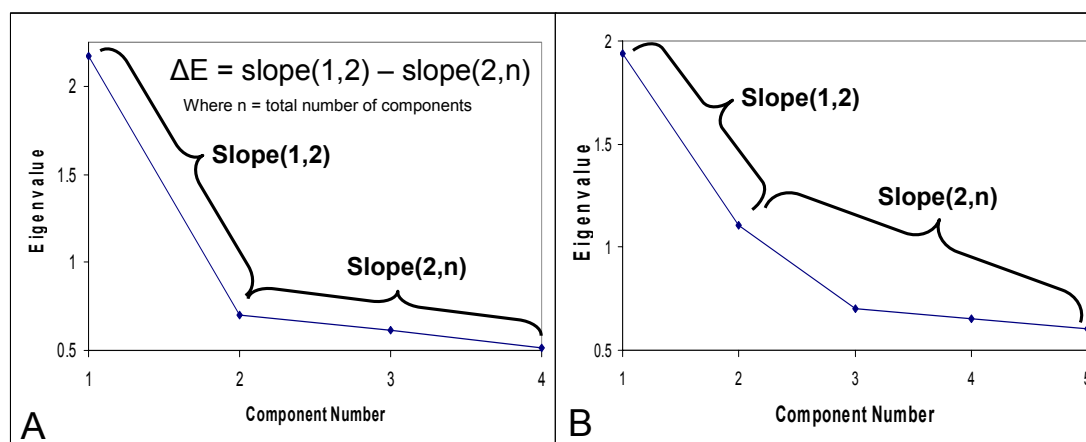 ΔE = slope(1,2) – slope(2,n)
Where n = total number of components
Slope(1,2)
Slope(2,n)
Eigenvalue
2
1.5
1
0.5
1 2 3 4
Component Number
A
Slope(1,2)
Slope(2,n)
Eigenvalue
2
1.5
1
0.5
1 2 3 4 5
Component Number
B